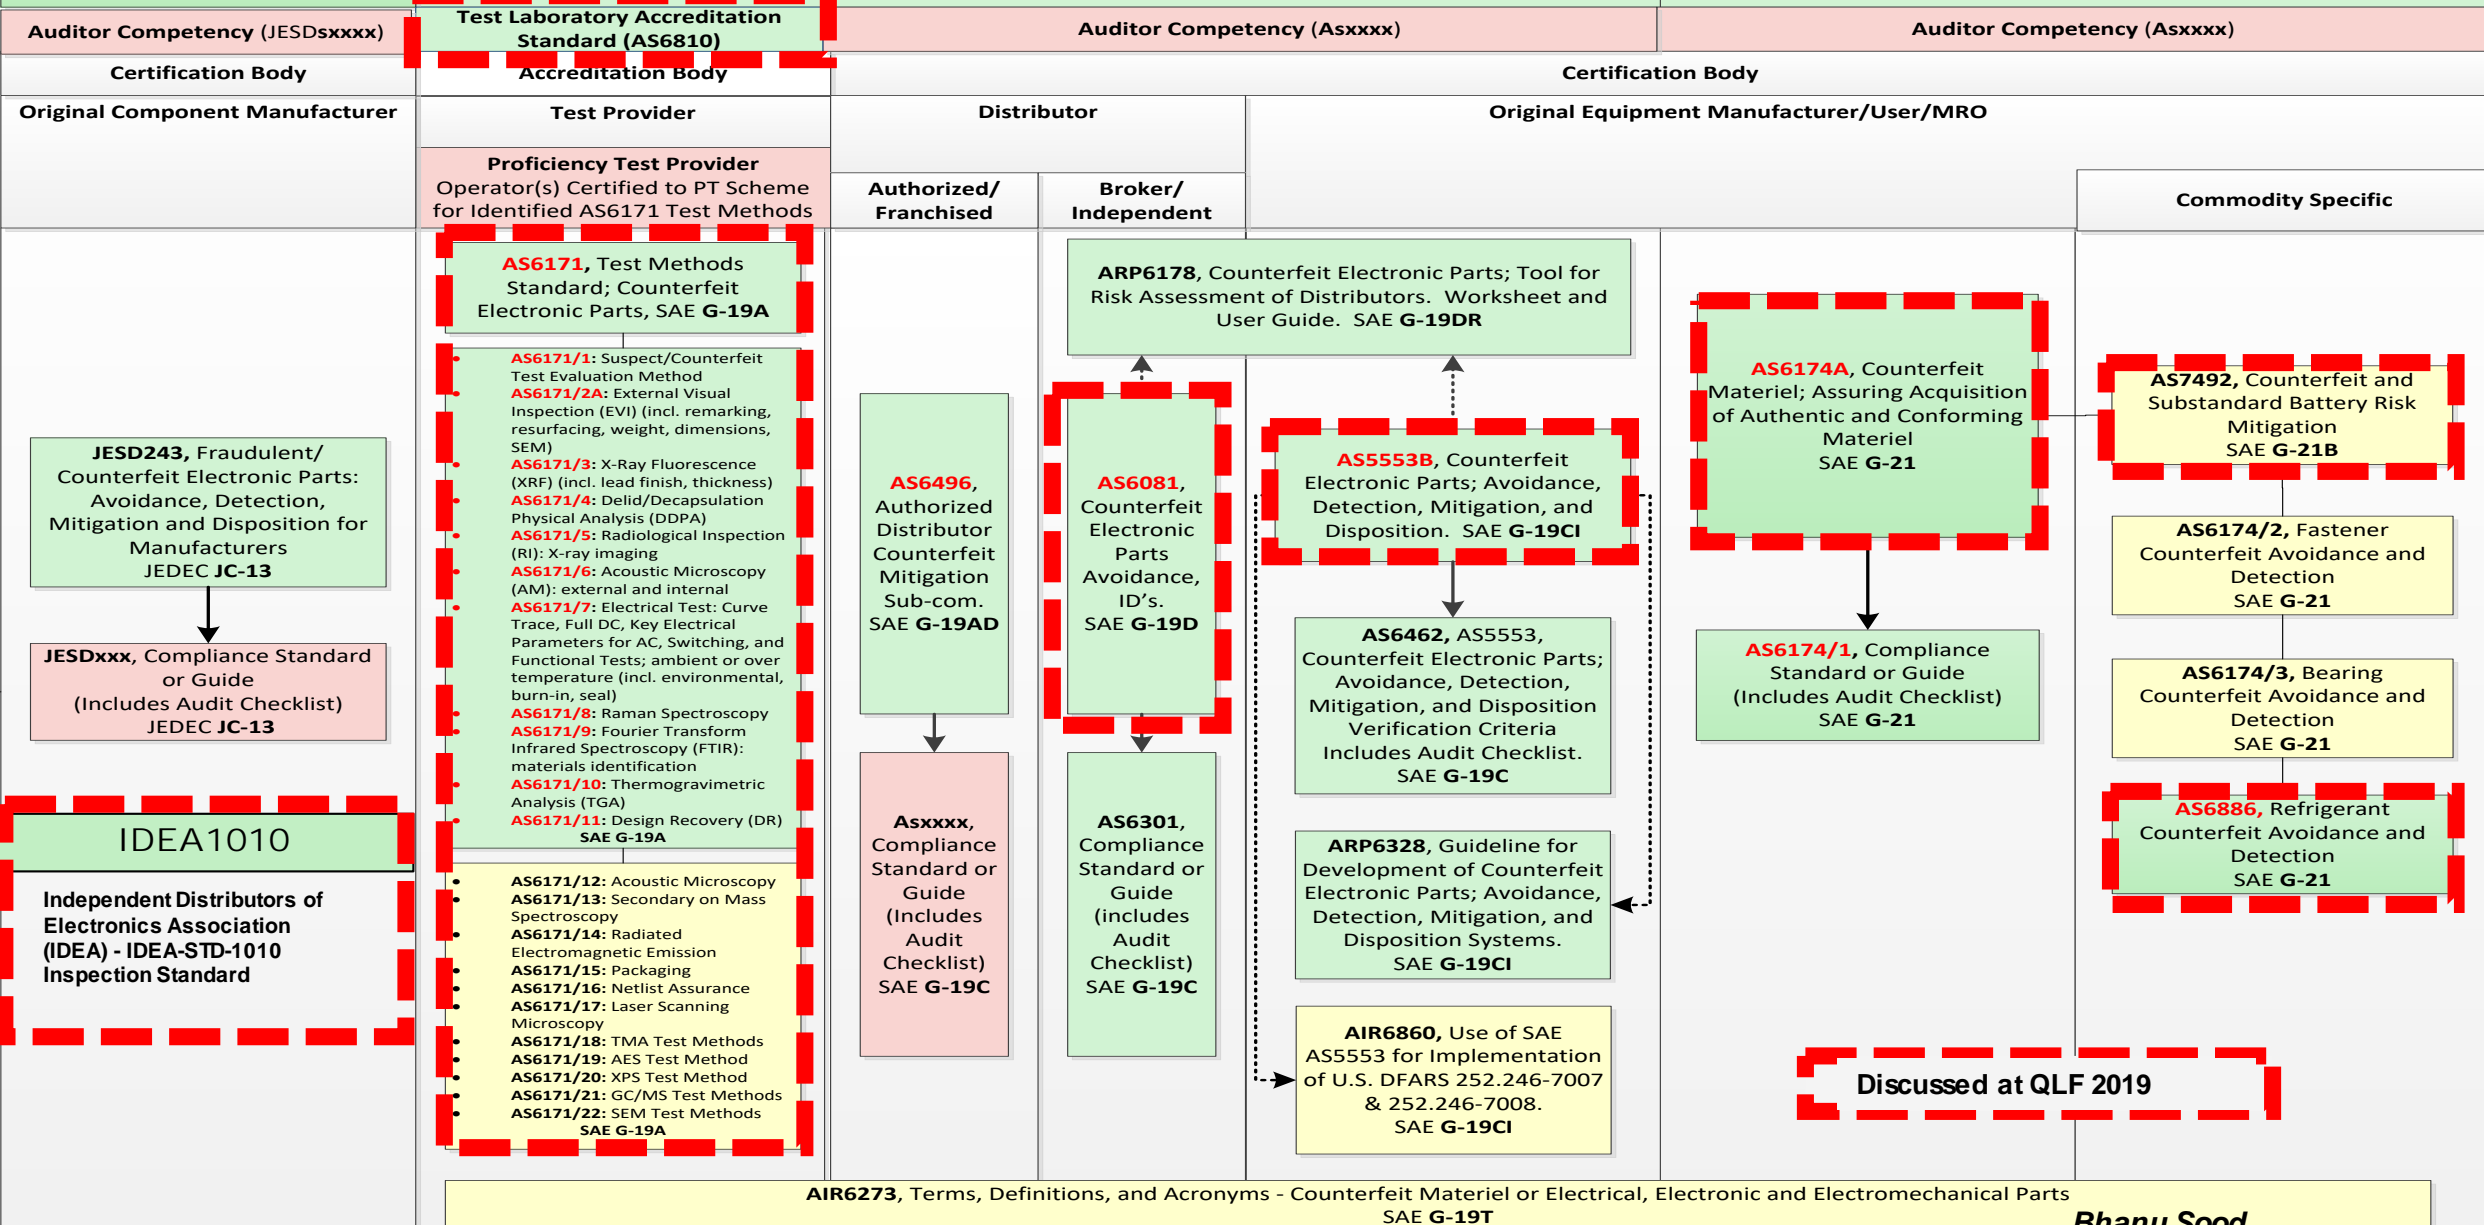 Auditor Competency (JESDsxxxx)
Test Laboratory Accreditation
Standard (AS6810)
Auditor Competency (Asxxxx)
Auditor Competency (Asxxxx)
Certification Body
Accreditation Body
Certification Body
Original Component Manufacturer
Test Provider
Distributor
Original Equipment Manufacturer/User/MRO
Proficiency Test Provider
Operator(s) Certified to PT Scheme
for Identified AS6171 Test Methods
Authorized/
Franchised
Broker/
Independent
Commodity Specific
JESD243, Fraudulent/
Counterfeit Electronic Parts:
Avoidance, Detection,
Mitigation and Disposition for
Manufacturers
JEDEC JC-13
JESDxxx, Compliance Standard
or Guide
(Includes Audit Checklist)
JEDEC JC-13
IDEA1010
Independent Distributors of
Electronics Association
(IDEA) - IDEA-STD-1010
Inspection Standard
AS6171, Test Methods
Standard; Counterfeit
Electronic Parts, SAE G-19A
• AS6171/1: Suspect/Counterfeit
Test Evaluation Method
• AS6171/2A: External Visual
Inspection (EVI) (incl. remarking,
resurfacing, weight, dimensions,
SEM)
• AS6171/3: X-Ray Fluorescence
(XRF) (incl. lead finish, thickness)
• AS6171/4: Delid/Decapsulation
Physical Analysis (DDPA)
• AS6171/5: Radiological Inspection
(RI): X-ray imaging
• AS6171/6: Acoustic Microscopy
(AM): external and internal
• AS6171/7: Electrical Test: Curve
Trace, Full DC, Key Electrical
Parameters for AC, Switching, and
Functional Tests; ambient or over
temperature (incl. environmental,
burn-in, seal)
• AS6171/8: Raman Spectroscopy
• AS6171/9: Fourier Transform
Infrared Spectroscopy (FTIR):
materials identification
• AS6171/10: Thermogravimetric
Analysis (TGA)
• AS6171/11: Design Recovery (DR)
SAE G-19A
• AS6171/12: Acoustic Microscopy
• AS6171/13: Secondary on Mass
Spectroscopy
• AS6171/14: Radiated
Electromagnetic Emission
• AS6171/15: Packaging
• AS6171/16: Netlist Assurance
• AS6171/17: Laser Scanning
Microscopy
• AS6171/18: TMA Test Methods
• AS6171/19: AES Test Method
• AS6171/20: XPS Test Method
• AS6171/21: GC/MS Test Methods
• AS6171/22: SEM Test Methods
SAE G-19A
AS6496,
Authorized
Distributor
Counterfeit
Mitigation
Sub-com.
SAE G-19AD
Asxxxx,
Compliance
Standard or
Guide
(Includes
Audit
Checklist)
SAE G-19C
ARP6178, Counterfeit Electronic Parts; Tool for
Risk Assessment of Distributors. Worksheet and
User Guide. SAE G-19DR
AS6081,
Counterfeit
Electronic
Parts
Avoidance,
ID's.
SAE G-19D
AS6301,
Compliance
Standard or
Guide
(includes
Audit
Checklist)
SAE G-19C
AS5553B, Counterfeit
Electronic Parts; Avoidance,
Detection, Mitigation, and
Disposition. SAE G-19CI
AS6462, AS5553,
Counterfeit Electronic Parts;
Avoidance, Detection,
Mitigation, and Disposition
Verification Criteria
Includes Audit Checklist.
SAE G-19C
ARP6328, Guideline for
Development of Counterfeit
Electronic Parts; Avoidance,
Detection, Mitigation, and
Disposition Systems.
SAE G-19CI
AIR6860, Use of SAE
AS5553 for Implementation
of U.S. DFARS 252.246-7007
& 252.246-7008.
SAE G-19CI
AS6174A, Counterfeit
Materiel; Assuring Acquisition
of Authentic and Conforming
Materiel
SAE G-21
AS6174/1, Compliance
Standard or Guide
(Includes Audit Checklist)
SAE G-21
AS7492, Counterfeit and
Substandard Battery Risk
Mitigation
SAE G-21B
AS6174/2, Fastener
Counterfeit Avoidance and
Detection
SAE G-21
AS6174/3, Bearing
Counterfeit Avoidance and
Detection
SAE G-21
AS6886, Refrigerant
Counterfeit Avoidance and
Detection
SAE G-21
Discussed at QLF 2019
AIR6273, Terms, Definitions, and Acronyms - Counterfeit Materiel or Electrical, Electronic and Electromechanical Parts
SAE G-19T
Bhanu Sood